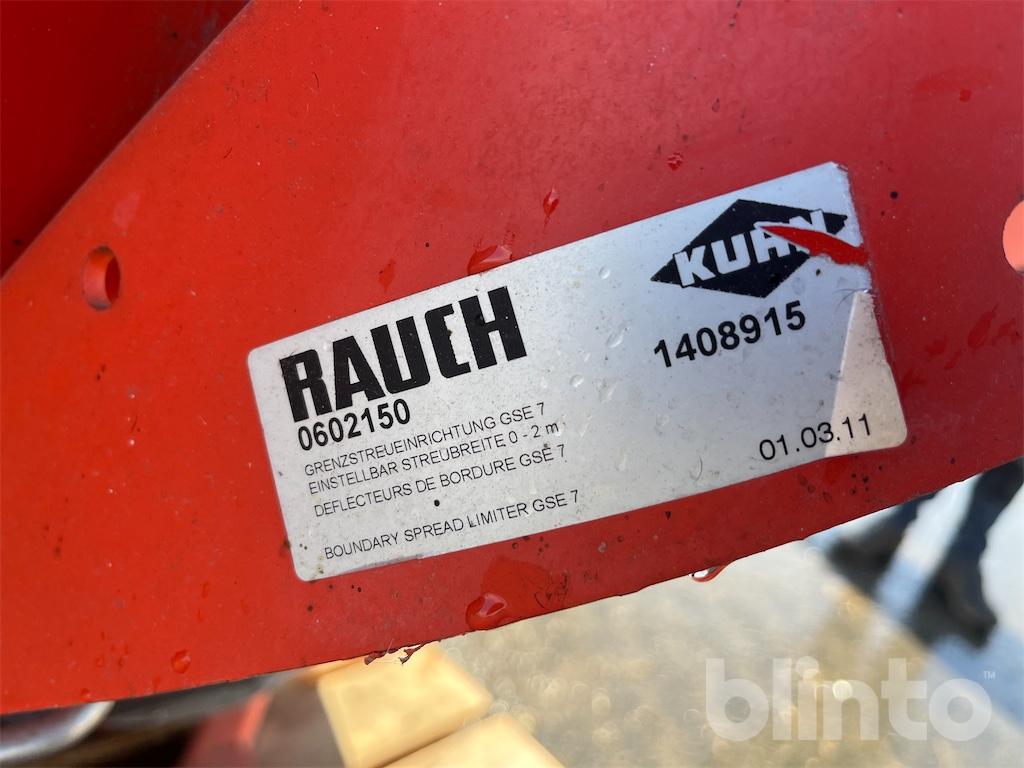 RAUCH
0602150
GRENZSTREUEINRICHTUNG GSE 7
EINSTELLBAR STREUBREITE 0 - 2 m
DEFLECTEURS DE BORDURE GSE 7
BOUNDARY SPREAD LIMITER GSE 7
KUHN
1408915
01.03.11
blinto™